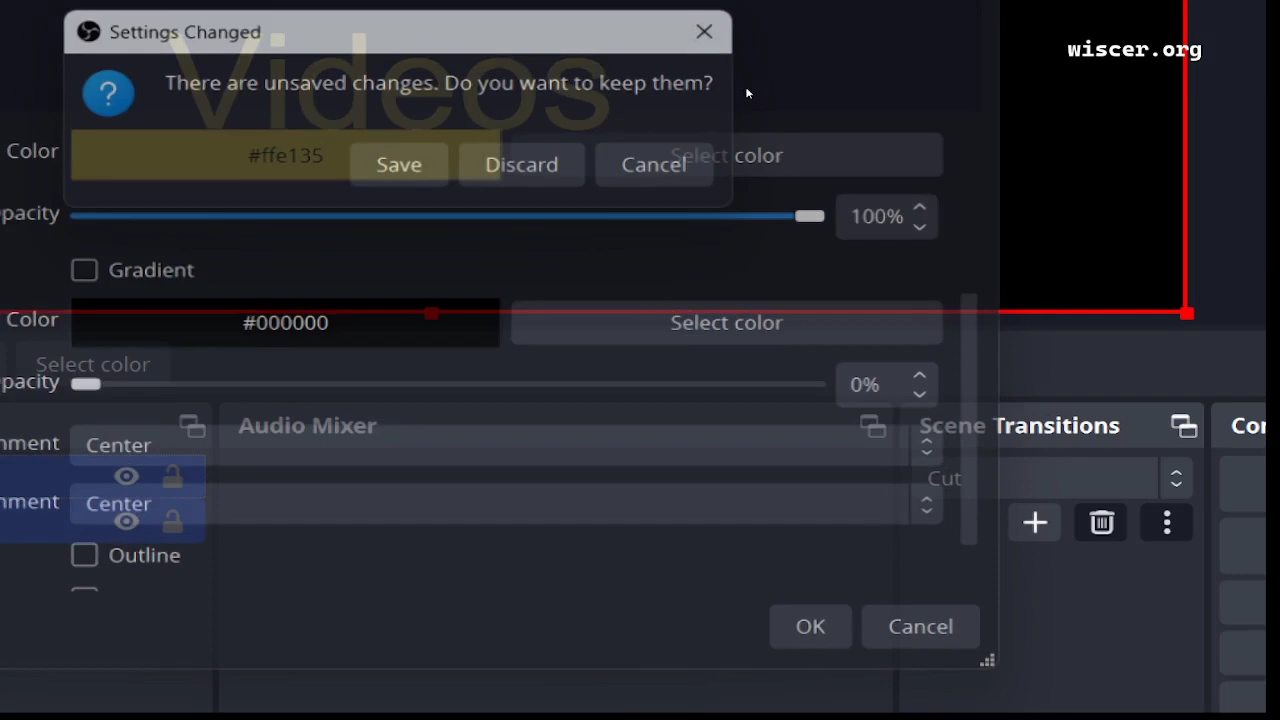 Settings Changed
wiscer.org
Videos
There are unsaved changes. Do you want to keep them?
Color
#ffe135
Select color
Save
Discard
Cancel
pacity
100%
Gradient
Color
#000000
Select color
Select color
pacity
0%
Audio Mixer
Scene Transitions
Con
nment
Center
Cut
nment
Center
Outline
OK
Cancel